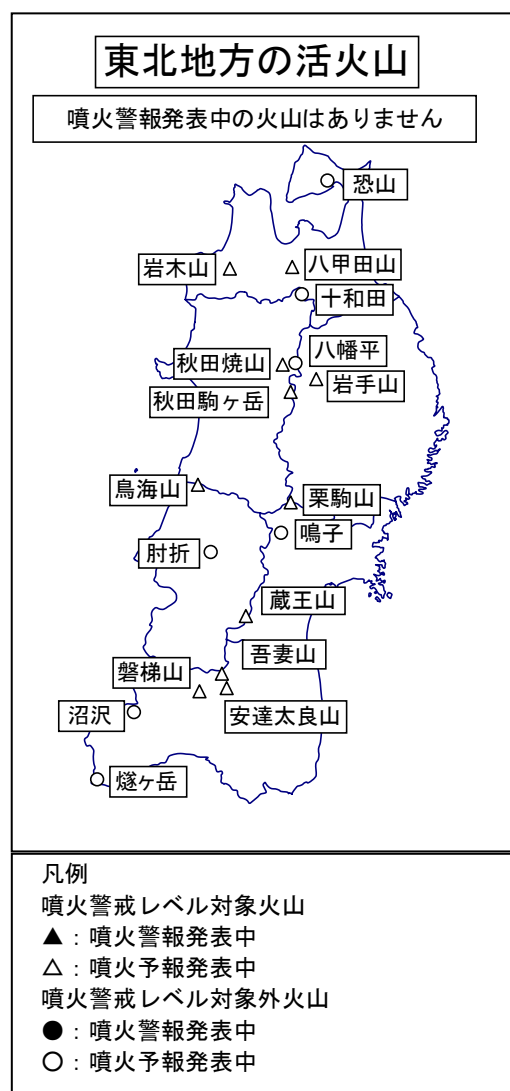 東北地方の活火山
噴火警報発表中の火山はありません
恐山
岩木山
八甲田山
十和田
八幡平
秋田焼山
岩手山
秋田駒ヶ岳
鳥海山
栗駒山
鳴子
肘折
蔵王山
吾妻山
磐梯山
沼沢
安達太良山
燧ヶ岳
凡例
噴火警戒レベル対象火山
▲：噴火警報発表中
△：噴火予報発表中
噴火警戒レベル対象外火山
●：噴火警報発表中
○：噴火予報発表中